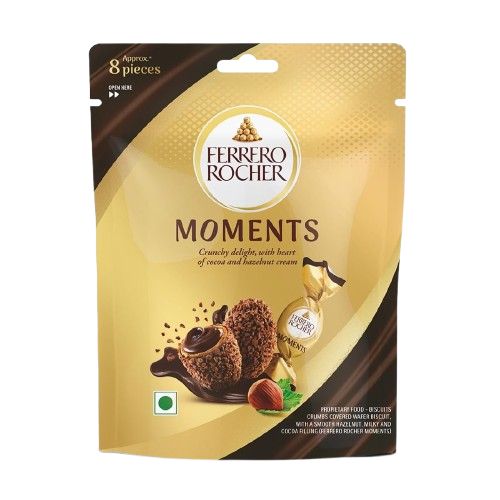 Approx.*
8 pieces
OPEN HERE
FERRERO
ROCHER
MOMENTS
Crunchy delight, with heart
of cocoa and hazelnut cream
FERRERO
ROCHER
MOMENTS
PROPRIETARY FOOD - BISCUITS
CRUMBS COVERED WAFER BISCUIT,
WITH A SMOOTH HAZELNUT, MILKY AND
COCOA FILLING (FERRERO ROCHER MOMENTS)